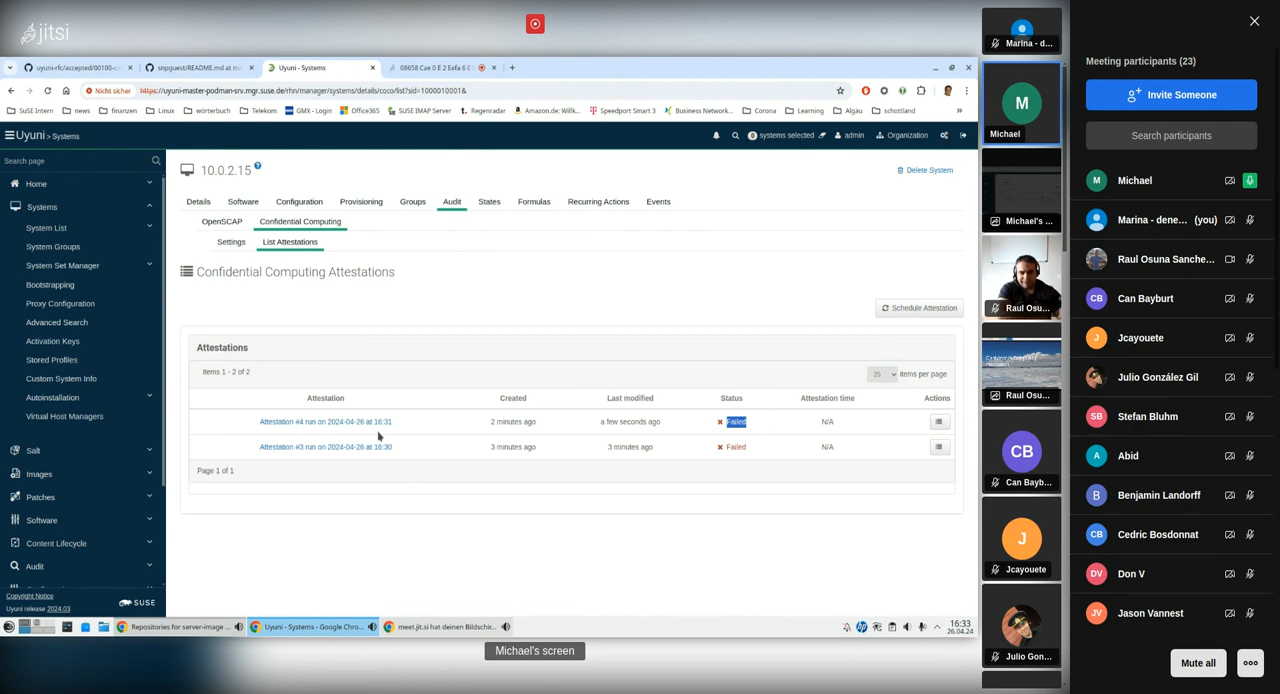 jitsi
uyuni-rfc/accepted/00100-c
snpguest/README.md at m
Uyuni - Systems
08658 Cae 0 E 2 Eefa 6 E
Nicht sicher
https://uyuni-master-podman-srv.mgr.suse.de/rhn/manager/systems/details/coco/list?sid=1000010001&
SuSE Intern
news
finanzen
Linux
wörterbuch
Telekom
GMX - Login
Office365
SUSE IMAP Server
Regenradar
Amazon.de: Willk...
Speedport Smart 3
Business Network...
Corona
Learning
Algäu
schottland
Uyuni > Systems
0 systems selected
admin
Organization
Search page
Home
Systems
System List
System Groups
System Set Manager
Bootstrapping
Proxy Configuration
Advanced Search
Activation Keys
Stored Profiles
Custom System Info
Autoinstallation
Virtual Host Managers
Salt
Images
Patches
Software
Content Lifecycle
Audit
Copyright Notice
Uyuni release 2024.03
SUSE
10.0.2.15 ?
Delete System
Details Software Configuration Provisioning Groups Audit States Formulas Recurring Actions Events
OpenSCAP Confidential Computing
Settings List Attestations
Confidential Computing Attestations
Schedule Attestation
Attestations
Items 1 - 2 of 2
25 items per page
Attestation Created Last modified Status Attestation time Actions
Attestation #4 run on 2024-04-26 at 16:31 2 minutes ago a few seconds ago Failed N/A
Attestation #3 run on 2024-04-26 at 16:30 3 minutes ago 3 minutes ago Failed N/A
Page 1 of 1
Repositories for server-image ...
Uyuni - Systems - Google Chro...
meet.jit.si hat deinen Bildschir...
16:33
26.04.24
Michael's screen
Marina - d...
M
Michael
Michael's ...
Raul Osu...
Raul Osu...
CB
Can Bayb...
J
Jcayouete
Julio Gon...
Meeting participants (23)
Invite Someone
Search participants
M Michael
Marina - dene... (you)
Raul Osuna Sanche...
CB Can Bayburt
J Jcayouete
Julio González Gil
SB Stefan Bluhm
A Abid
B Benjamin Landorff
CB Cedric Bosdonnat
DV Don V
JV Jason Vannest
Mute all